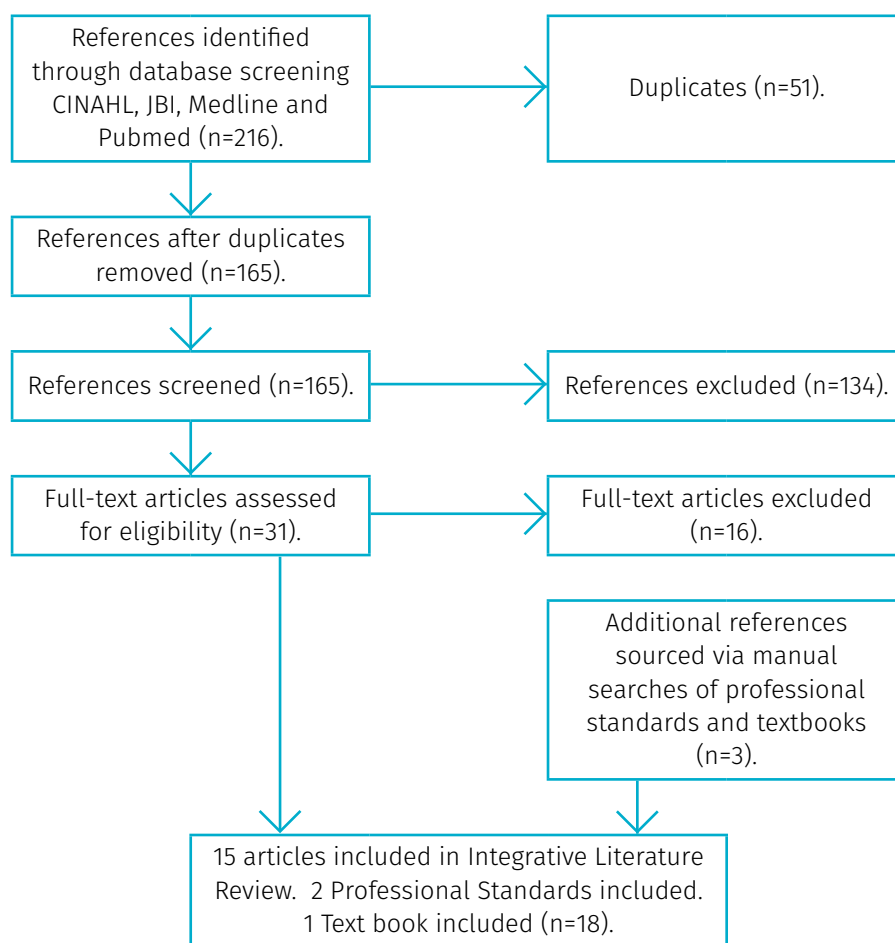 References identified
through database screening
CINAHL, JBI, Medline and
Pubmed (n=216).
Duplicates (n=51).
References after duplicates
removed (n=165).
References screened (n=165).
References excluded (n=134).
Full-text articles assessed
for eligibility (n=31).
Full-text articles excluded
(n=16).
Additional references
sourced via manual
searches of professional
standards and textbooks
(n=3).
15 articles included in Integrative Literature
Review.  2 Professional Standards included.
1 Text book included (n=18).